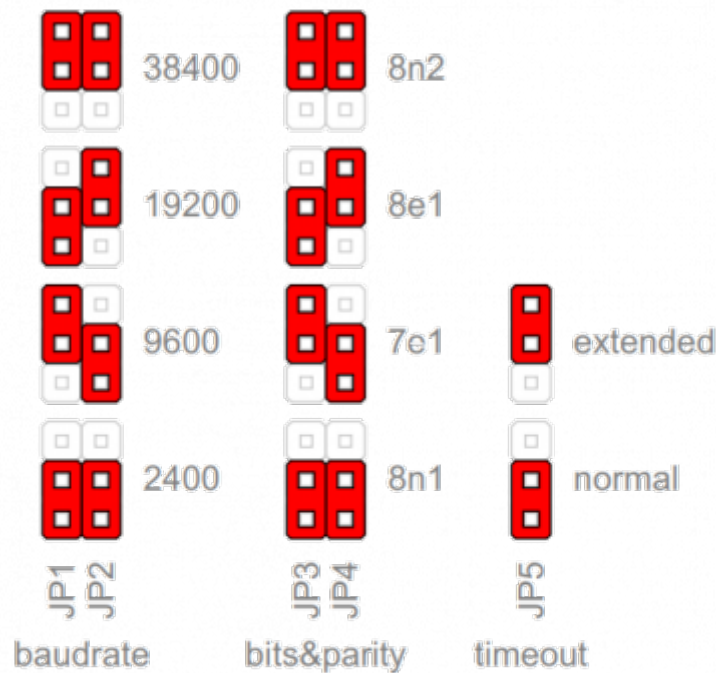 38400 8n2
19200 8e1
9600 7e1 extended
2400 8n1 normal
JP1 JP2 JP3 JP4 JP5
baudrate bits&parity timeout